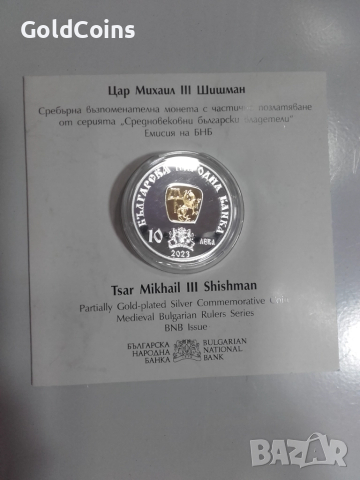 GoldCoins
Цар Михаил III Шишман
Сребърна възпоменателна монета с частично позлатяване
от серията „Средновековни български владетели“
Емисия на БНБ
БЪЛГАРСКА НАРОДНА БАНКА
10 ЛЕВА
2023
Tsar Mikhail III Shishman
Partially Gold-plated Silver Commemorative Coin
Medieval Bulgarian Rulers Series
BNB Issue
БЪЛГАРСКА НАРОДНА БАНКА
BULGARIAN NATIONAL BANK
BAZAR